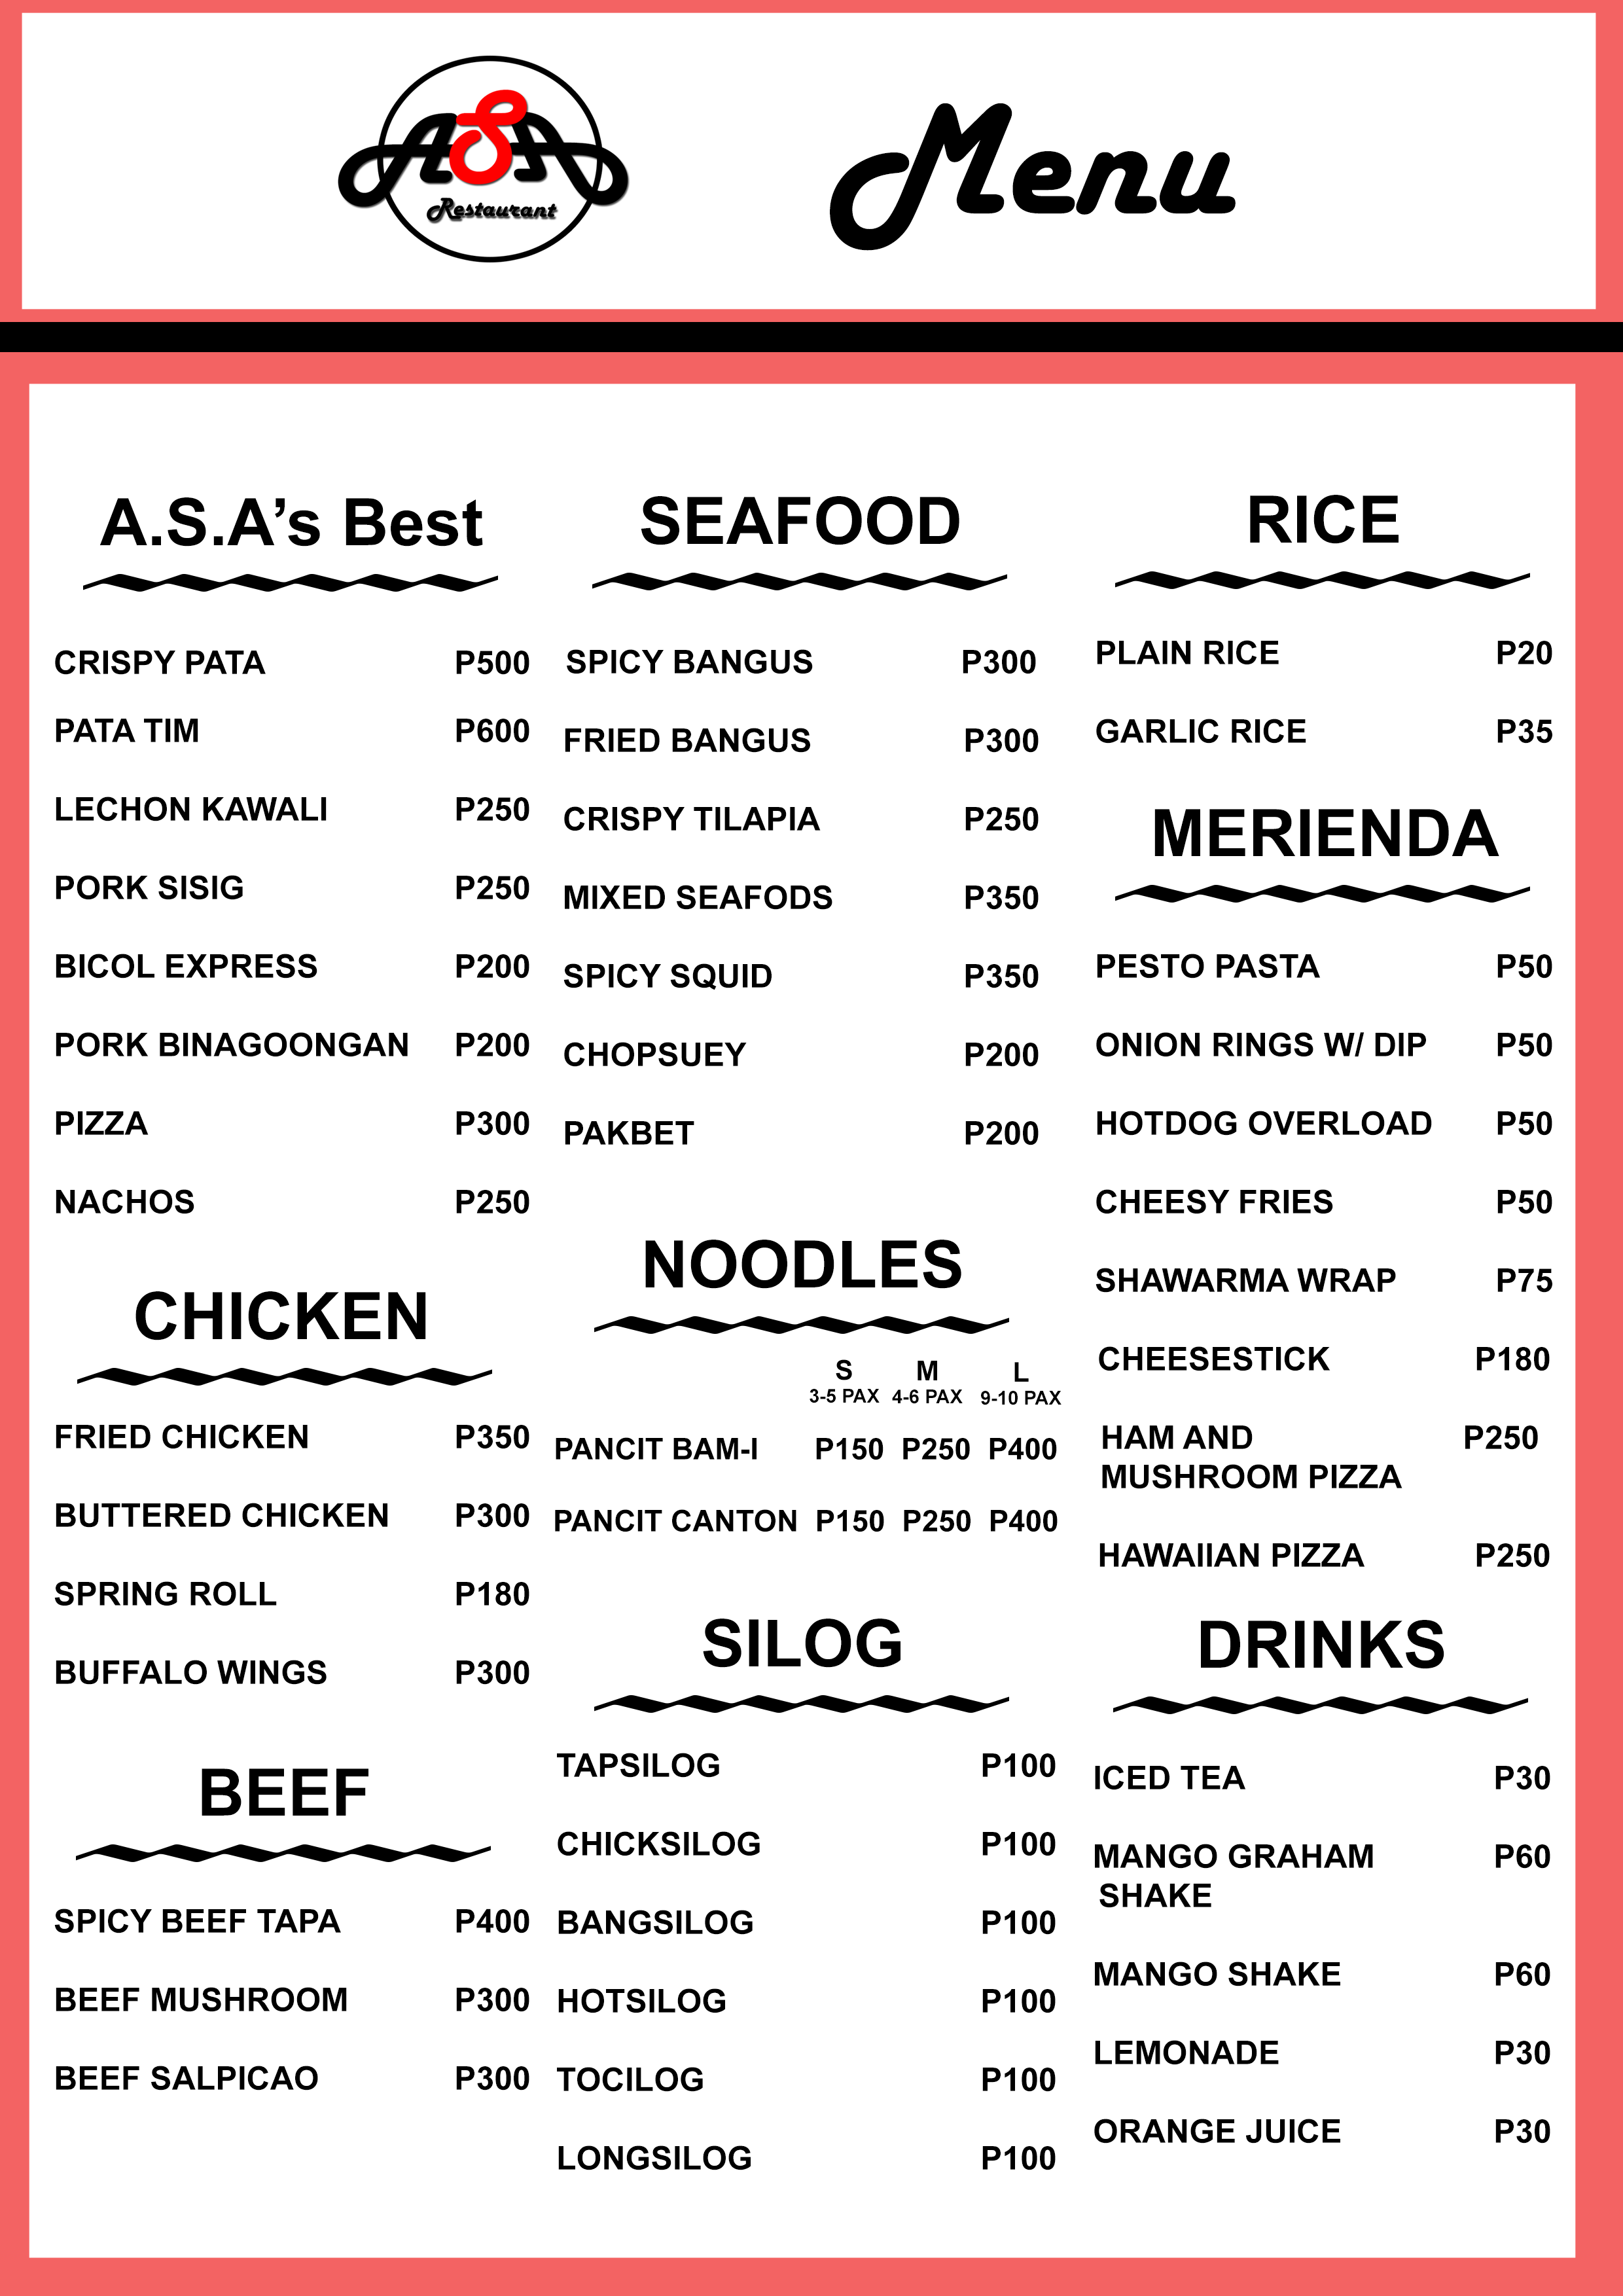 ASA
Restaurant
Menu
A.S.A’s Best
CRISPY PATA P500
PATA TIM P600
LECHON KAWALI P250
PORK SISIG P250
BICOL EXPRESS P200
PORK BINAGOONGAN P200
PIZZA P300
NACHOS P250
CHICKEN
FRIED CHICKEN P350
BUTTERED CHICKEN P300
SPRING ROLL P180
BUFFALO WINGS P300
BEEF
SPICY BEEF TAPA P400
BEEF MUSHROOM P300
BEEF SALPICAO P300
SEAFOOD
SPICY BANGUS P300
FRIED BANGUS P300
CRISPY TILAPIA P250
MIXED SEAFODS P350
SPICY SQUID P350
CHOPSUEY P200
PAKBET P200
NOODLES
S M L
3-5 PAX 4-6 PAX 9-10 PAX
PANCIT BAM-I P150 P250 P400
PANCIT CANTON P150 P250 P400
SILOG
TAPSILOG P100
CHICKSILOG P100
BANGSILOG P100
HOTSILOG P100
TOCILOG P100
LONGSILOG P100
RICE
PLAIN RICE P20
GARLIC RICE P35
MERIENDA
PESTO PASTA P50
ONION RINGS W/ DIP P50
HOTDOG OVERLOAD P50
CHEESY FRIES P50
SHAWARMA WRAP P75
CHEESESTICK P180
HAM AND P250
MUSHROOM PIZZA
HAWAIIAN PIZZA P250
DRINKS
ICED TEA P30
MANGO GRAHAM P60
SHAKE
MANGO SHAKE P60
LEMONADE P30
ORANGE JUICE P30